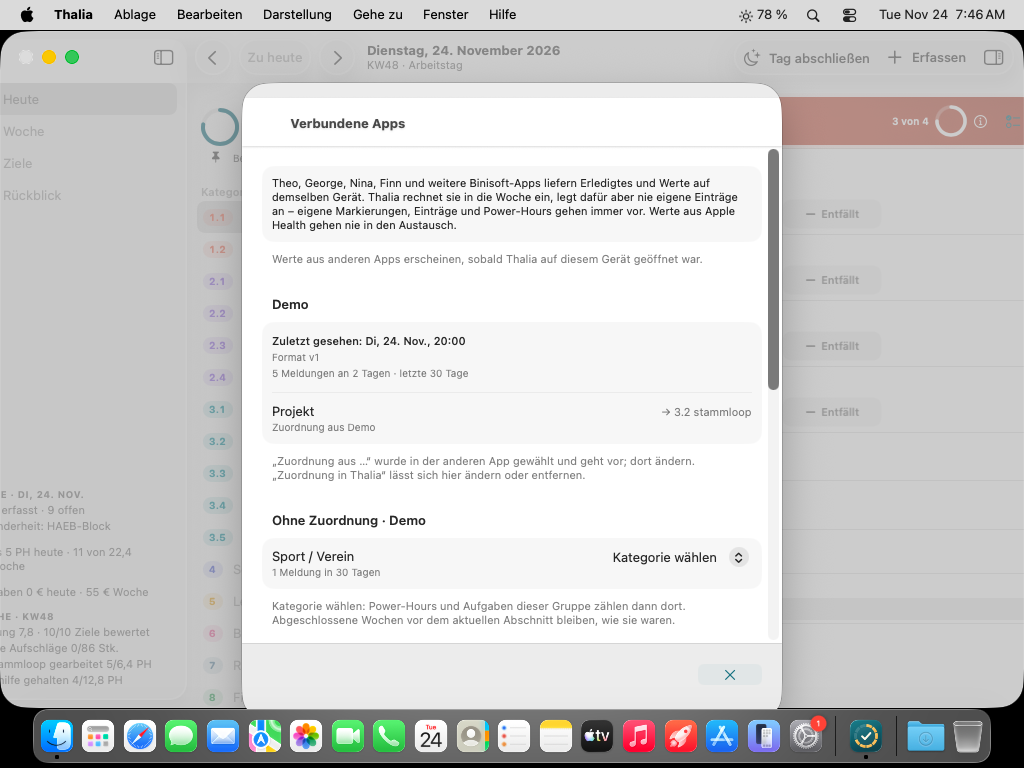 Thalia Ablage Bearbeiten Darstellung Gehe zu Fenster Hilfe 78 % Tue Nov 24 7:46 AM
Zu heute
Dienstag, 24. November 2026
KW48 · Arbeitstag
Tag abschließen
Erfassen
Heute
Woche
Ziele
Rückblick
3 von 4
Verbundene Apps
Theo, George, Nina, Finn und weitere Binisoft-Apps liefern Erledigtes und Werte auf
demselben Gerät. Thalia rechnet sie in die Woche ein, legt dafür aber nie eigene Einträge
an – eigene Markierungen, Einträge und Power-Hours gehen immer vor. Werte aus Apple
Health gehen nie in den Austausch.
Werte aus anderen Apps erscheinen, sobald Thalia auf diesem Gerät geöffnet war.
Demo
Zuletzt gesehen: Di, 24. Nov., 20:00
Format v1
5 Meldungen an 2 Tagen · letzte 30 Tage
Projekt
Zuordnung aus Demo
→ 3.2 stammloop
„Zuordnung aus …“ wurde in der anderen App gewählt und geht vor; dort ändern.
„Zuordnung in Thalia“ lässt sich hier ändern oder entfernen.
Ohne Zuordnung · Demo
Sport / Verein
1 Meldung in 30 Tagen
Kategorie wählen
Kategorie wählen: Power-Hours und Aufgaben dieser Gruppe zählen dann dort.
Abgeschlossene Wochen vor dem aktuellen Abschnitt bleiben, wie sie waren.
1.1
1.2
2.1
2.2
2.3
2.4
3.1
3.2
3.3
3.4
3.5
4
5
6
7
8
— Entfällt
— Entfällt
— Entfällt
— Entfällt
E · DI, 24. NOV.
erfasst · 9 offen
HAEB-Block
5 PH heute · 11 von 22,4
0 € heute · 55 € Woche
· KW48
7,8 · 10/10 Ziele bewertet
Aufschläge 0/86 Stk.
gearbeitet 5/6,4 PH
gehalten 4/12,8 PH
Tue
24
tv
1